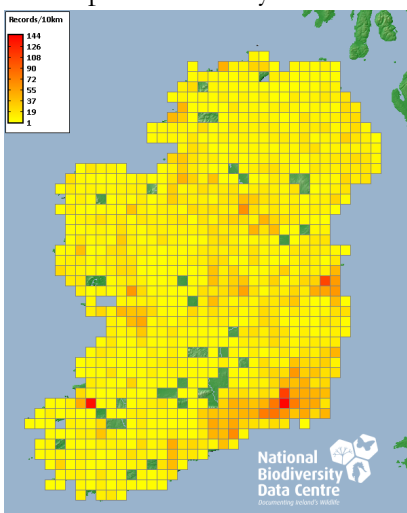 Records/10km
144
126
108
90
72
55
37
19
1
National
Biodiversity
Data Centre
Documenting Ireland's Wildlife